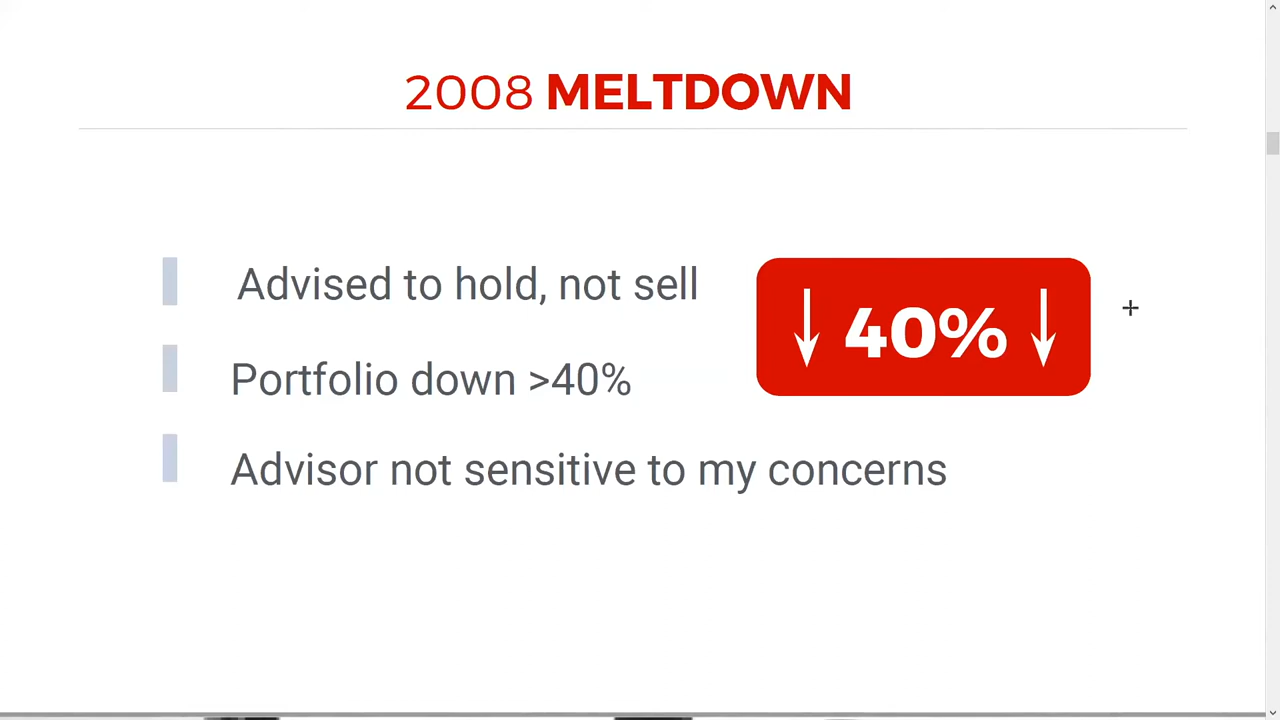 2008 MELTDOWN
Advised to hold, not sell
↓ 40% ↓
Portfolio down >40%
Advisor not sensitive to my concerns